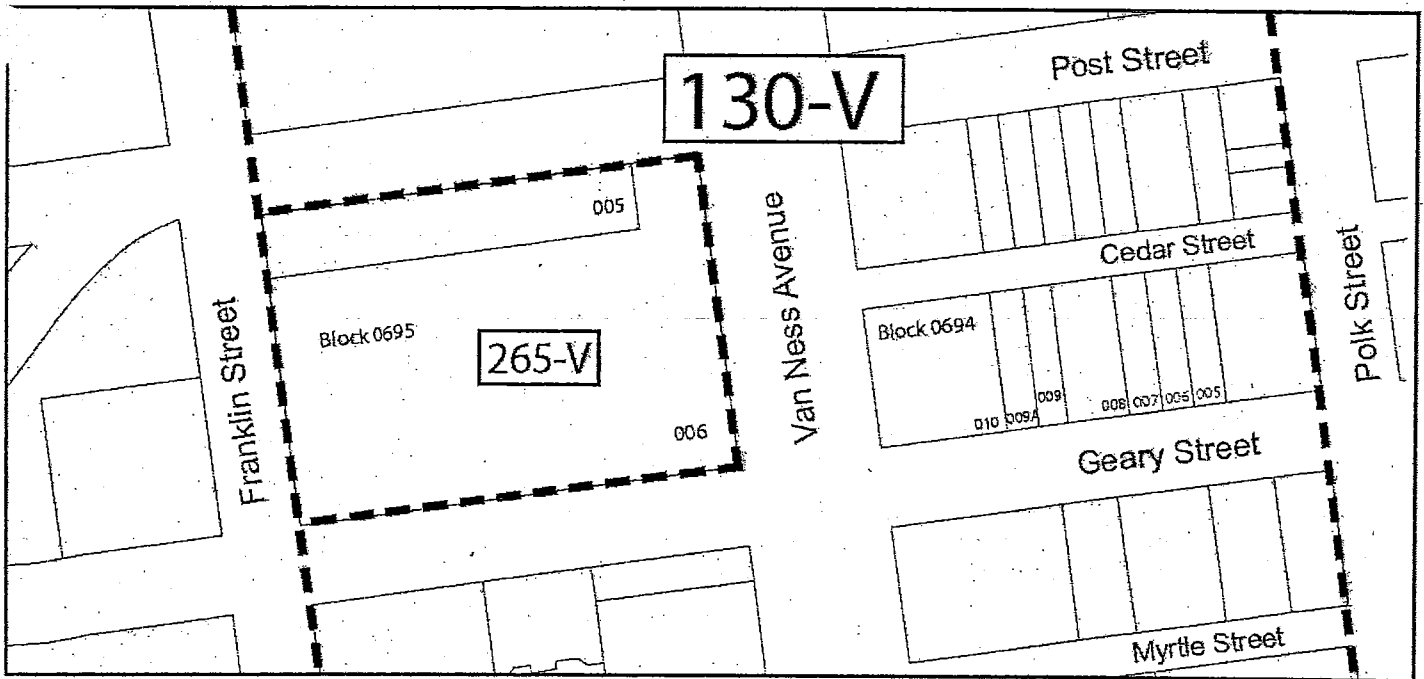 Post Street
130-V
005
Van Ness Avenue
Cedar Street
Polk Street
Franklin Street
Block 0695
265-V
Block 0694
006
010 009A 009 008 007 006 005
Geary Street
Myrtle Street